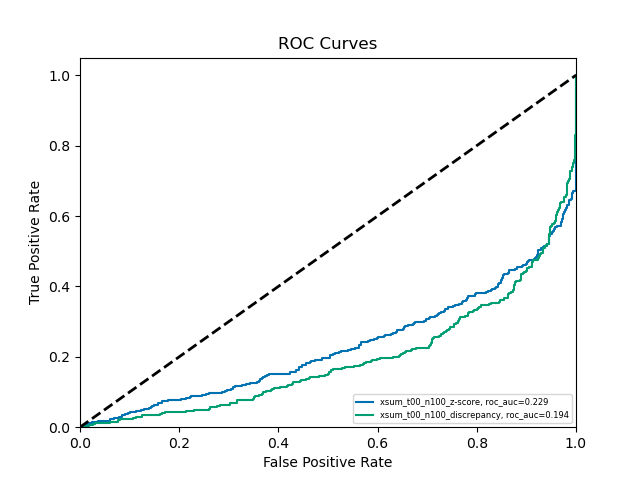 ROC Curves
True Positive Rate
1.0
0.8
0.6
0.4
0.2
0.0
xsum_t00_n100_z-score, roc_auc=0.229
xsum_t00_n100_discrepancy, roc_auc=0.194
0.0 0.2 0.4 0.6 0.8 1.0
False Positive Rate